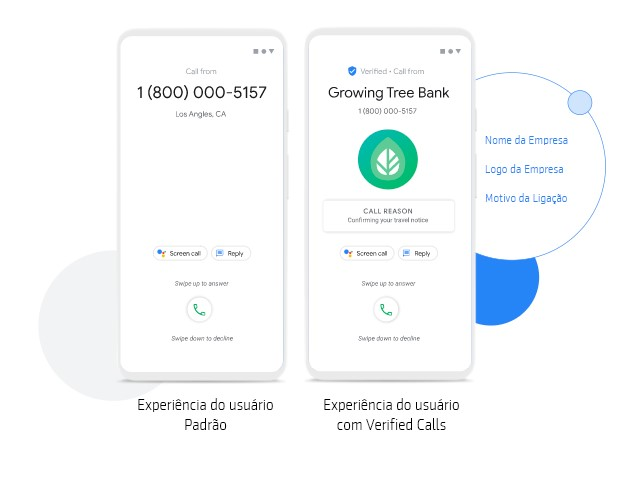 Call from
1 (800) 000-5157
Los Angles, CA
Screen call
Reply
Swipe up to answer
Swipe down to decline
Experiência do usuário
Padrão
Verified • Call from
Growing Tree Bank
1 (800) 000-5157
CALL REASON
Confirming your travel notice
Screen call
Reply
Swipe up to answer
Swipe down to decline
Experiência do usuário
com Verified Calls
Nome da Empresa
Logo da Empresa
Motivo da Ligação